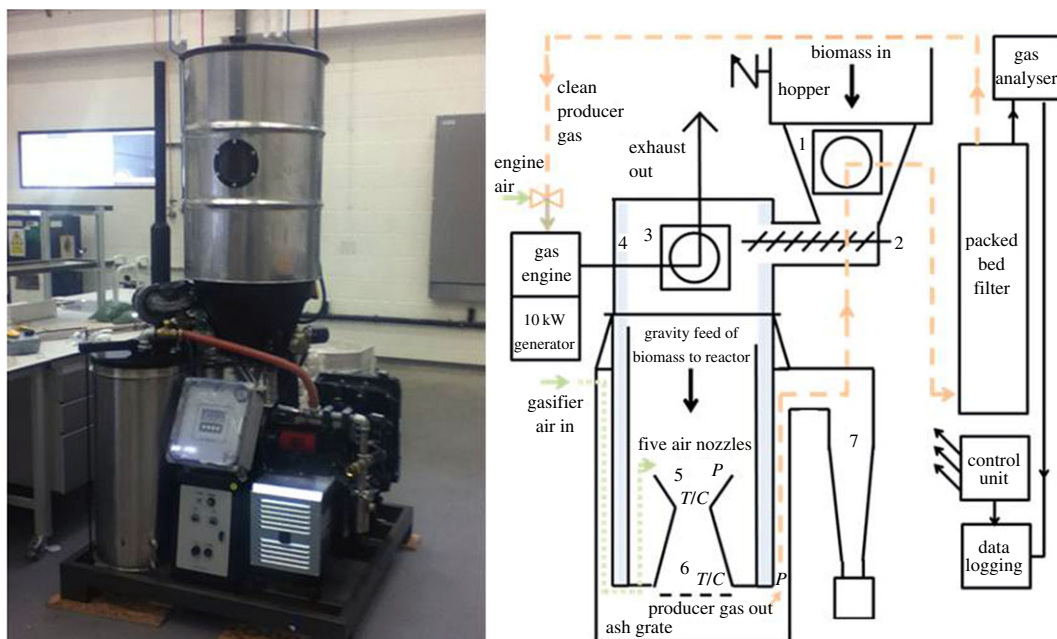 biomass in
hopper
gas
analyser
clean
producer
gas
1
exhaust
out
engine
air
4
3
2
gas
engine
packed
bed
filter
10 kW
generator
gravity feed of
biomass to reactor
gasifier
air in
five air nozzles
7
5
P
T/C
control
unit
6
T/C
P
data
logging
producer gas out
ash grate